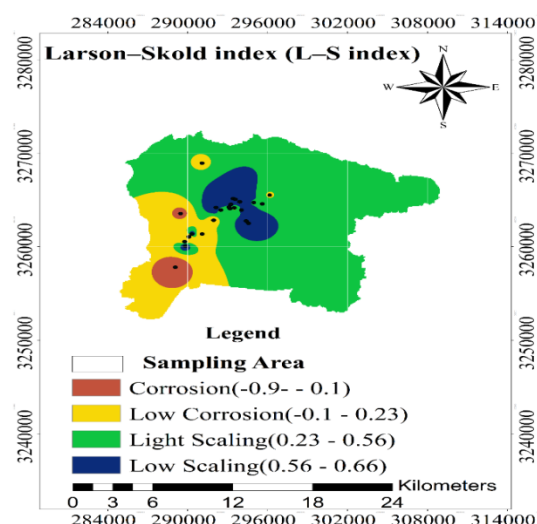 284000 290000 296000 302000 308000 314000
Larson–Skold index (L–S index)
N
W E
S
3280000 3280000
3270000 3270000
3260000 3260000
3250000 3250000
3240000 3240000
Legend
Sampling Area
Corrosion(-0.9- - 0.1)
Low Corrosion(-0.1 - 0.23)
Light Scaling(0.23 - 0.56)
Low Scaling(0.56 - 0.66)
Kilometers
0 3 6 12 18 24
284000 290000 296000 302000 308000 314000